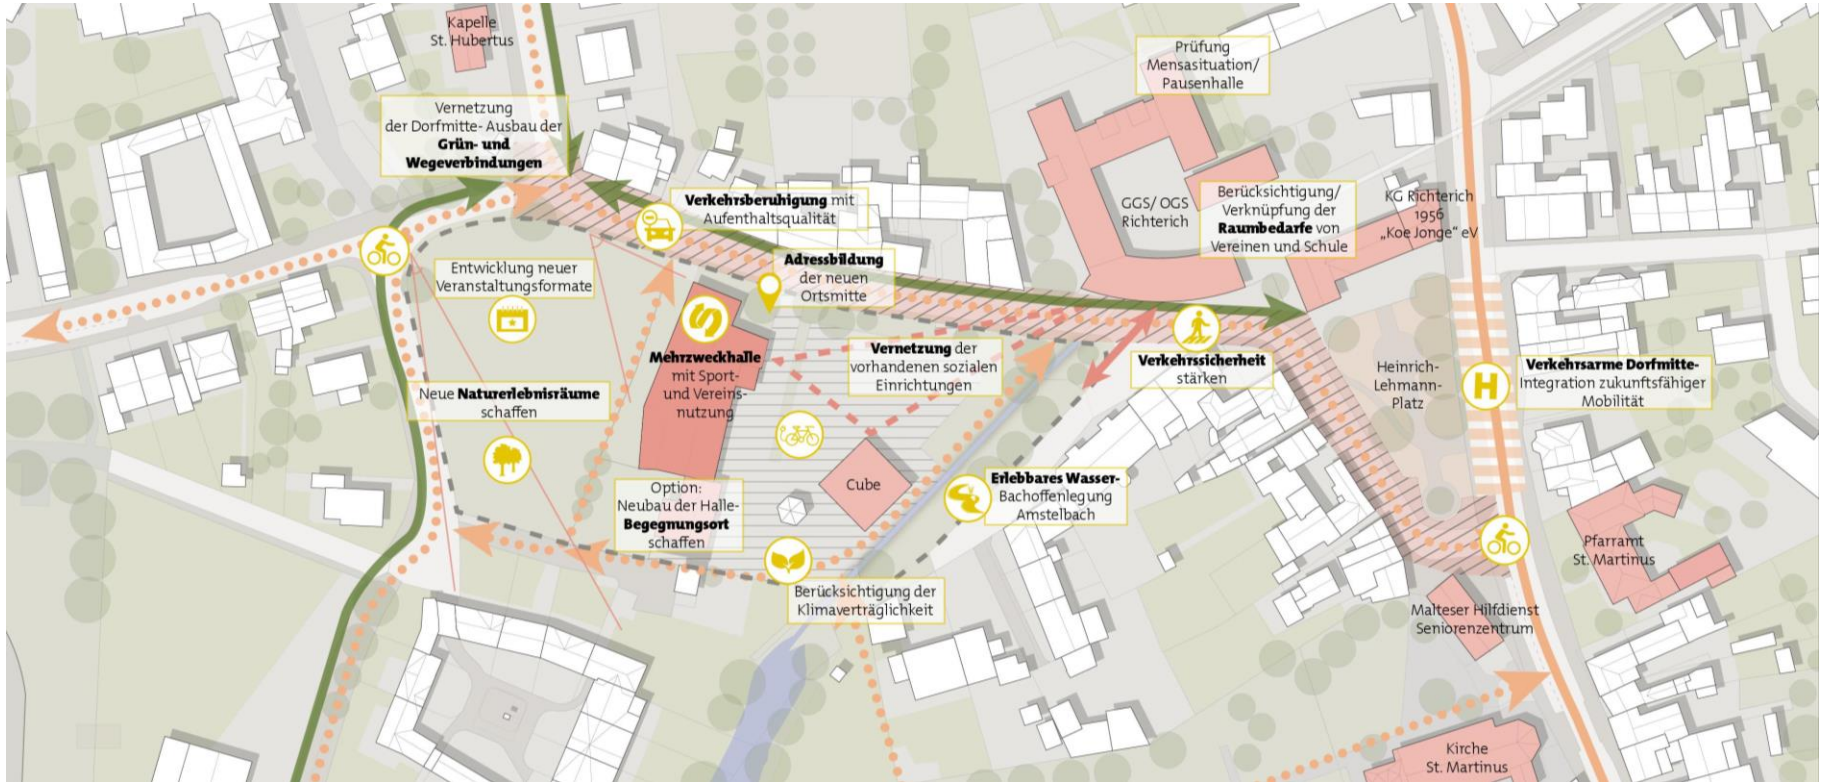 Kapelle
St. Hubertus
Vernetzung
der Dorfmitte- Ausbau der
Grün- und
Wegeverbindungen
Prüfung
Mensasituation/
Pausenhalle
Verkehrsberuhigung mit
Aufenthaltsqualität
GGS/ OGS
Richterich
Berücksichtigung/
Verknüpfung der
Raumbedarfe von
Vereinen und Schule
KG Richterich
1956
„Koe Jonge“ eV
Entwicklung neuer
Veranstaltungsformate
Adressbildung
der neuen
Ortsmitte
Mehrzweckhalle
mit Sport-
und Vereins-
nutzung
Vernetzung der
vorhandenen sozialen
Einrichtungen
Verkehrssicherheit
stärken
Heinrich-
Lehmann-
Platz
H
Verkehrsarme Dorfmitte-
Integration zukunftsfähiger
Mobilität
Neue Naturerlebnisräume
schaffen
Option:
Neubau der Halle-
Begegnungsort
schaffen
Cube
Erlebbares Wasser-
Bachoffenlegung
Amstelbach
Berücksichtigung der
Klimaverträglichkeit
Pfarramt
St. Martinus
Malteser Hilfdienst
Seniorenzentrum
Kirche
St. Martinus